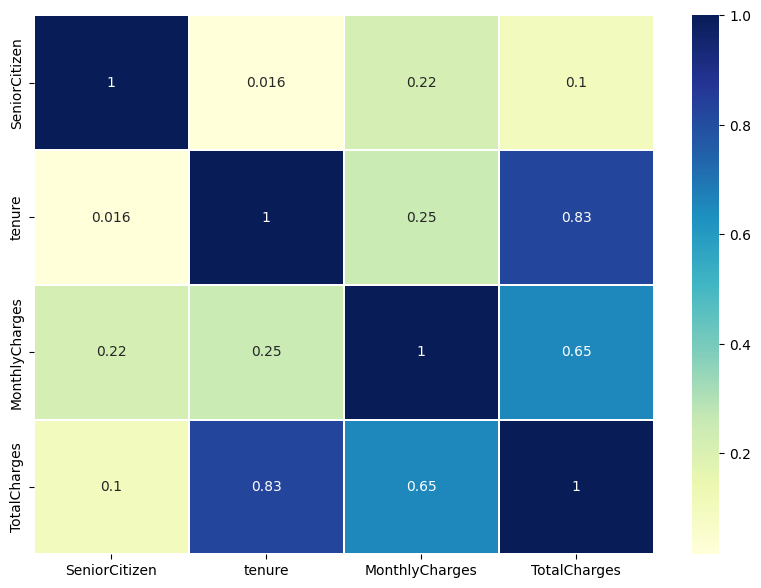 SeniorCitizen 1 0.016 0.22 0.1
tenure 0.016 1 0.25 0.83
MonthlyCharges 0.22 0.25 1 0.65
TotalCharges 0.1 0.83 0.65 1
SeniorCitizen tenure MonthlyCharges TotalCharges
1.0
0.8
0.6
0.4
0.2